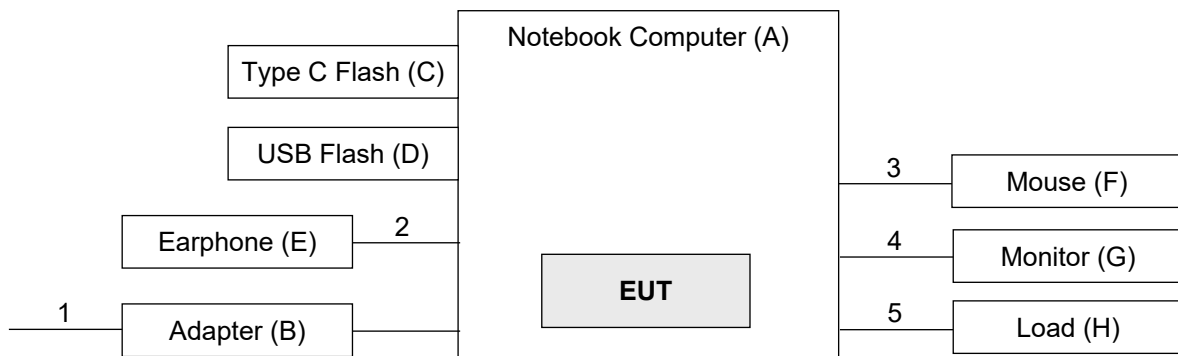 Notebook Computer (A)
Type C Flash (C)
USB Flash (D)
3
Mouse (F)
Earphone (E)
2
4
Monitor (G)
EUT
1
Adapter (B)
5
Load (H)